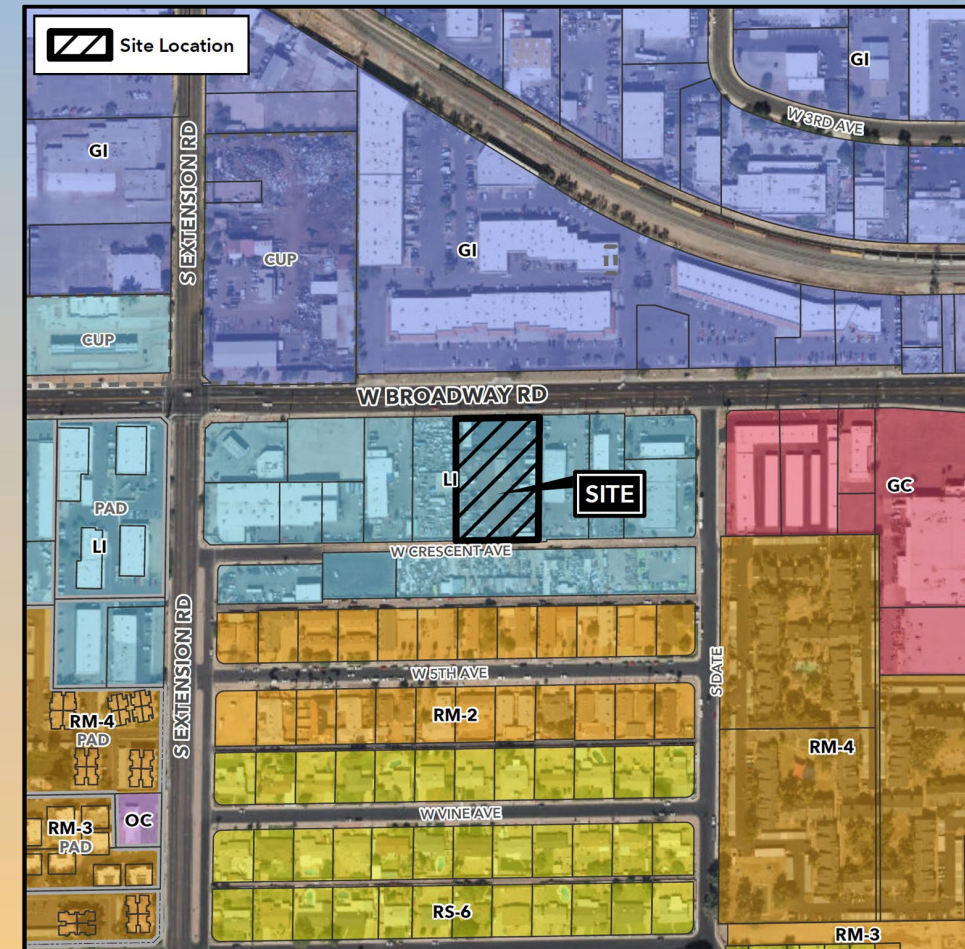 Site Location
GI
W 3RD AVE
GI
S EXTENSION RD
GI
CUP
CUP
W BROADWAY RD
LI
SITE
GC
PAD
LI
W CRESCENT AVE
S EXTENSION RD
W 5TH AVE
S DATE
RM-4
PAD
RM-2
RM-4
W VINE AVE
OC
RM-3
PAD
RS-6
RM-3